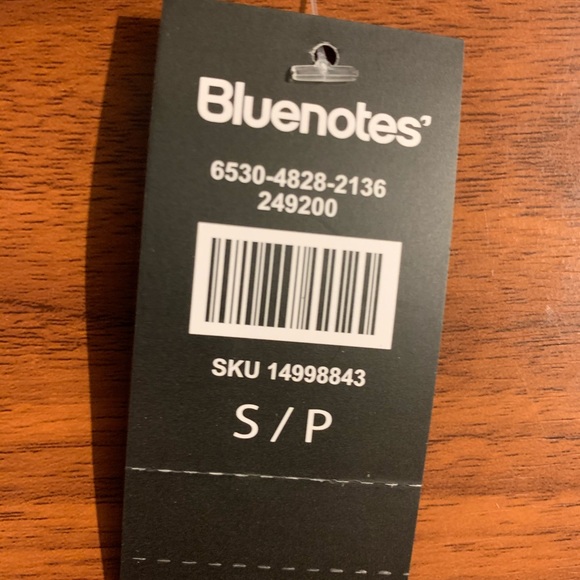 Bluenotes
6530-4828-2136
249200
SKU 14998843
S / P